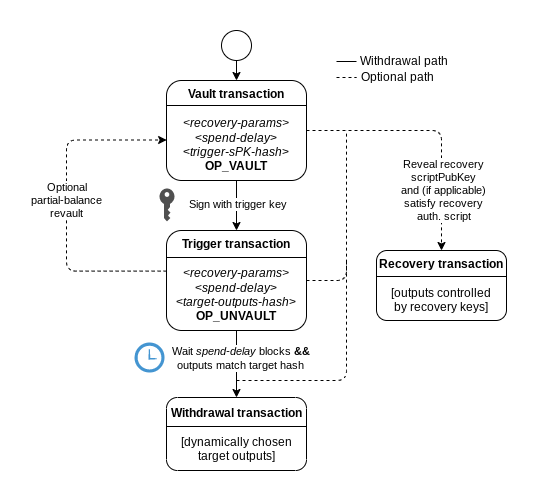 Withdrawal path
Optional path
Vault transaction
<recovery-params>
<spend-delay>
<trigger-sPK-hash>
OP_VAULT
Optional
partial-balance
revault
Sign with trigger key
Reveal recovery
scriptPubKey
and (if applicable)
satisfy recovery
auth. script
Trigger transaction
<recovery-params>
<spend-delay>
<target-outputs-hash>
OP_UNVAULT
Recovery transaction
[outputs controlled
by recovery keys]
Wait spend-delay blocks &&
outputs match target hash
Withdrawal transaction
[dynamically chosen
target outputs]